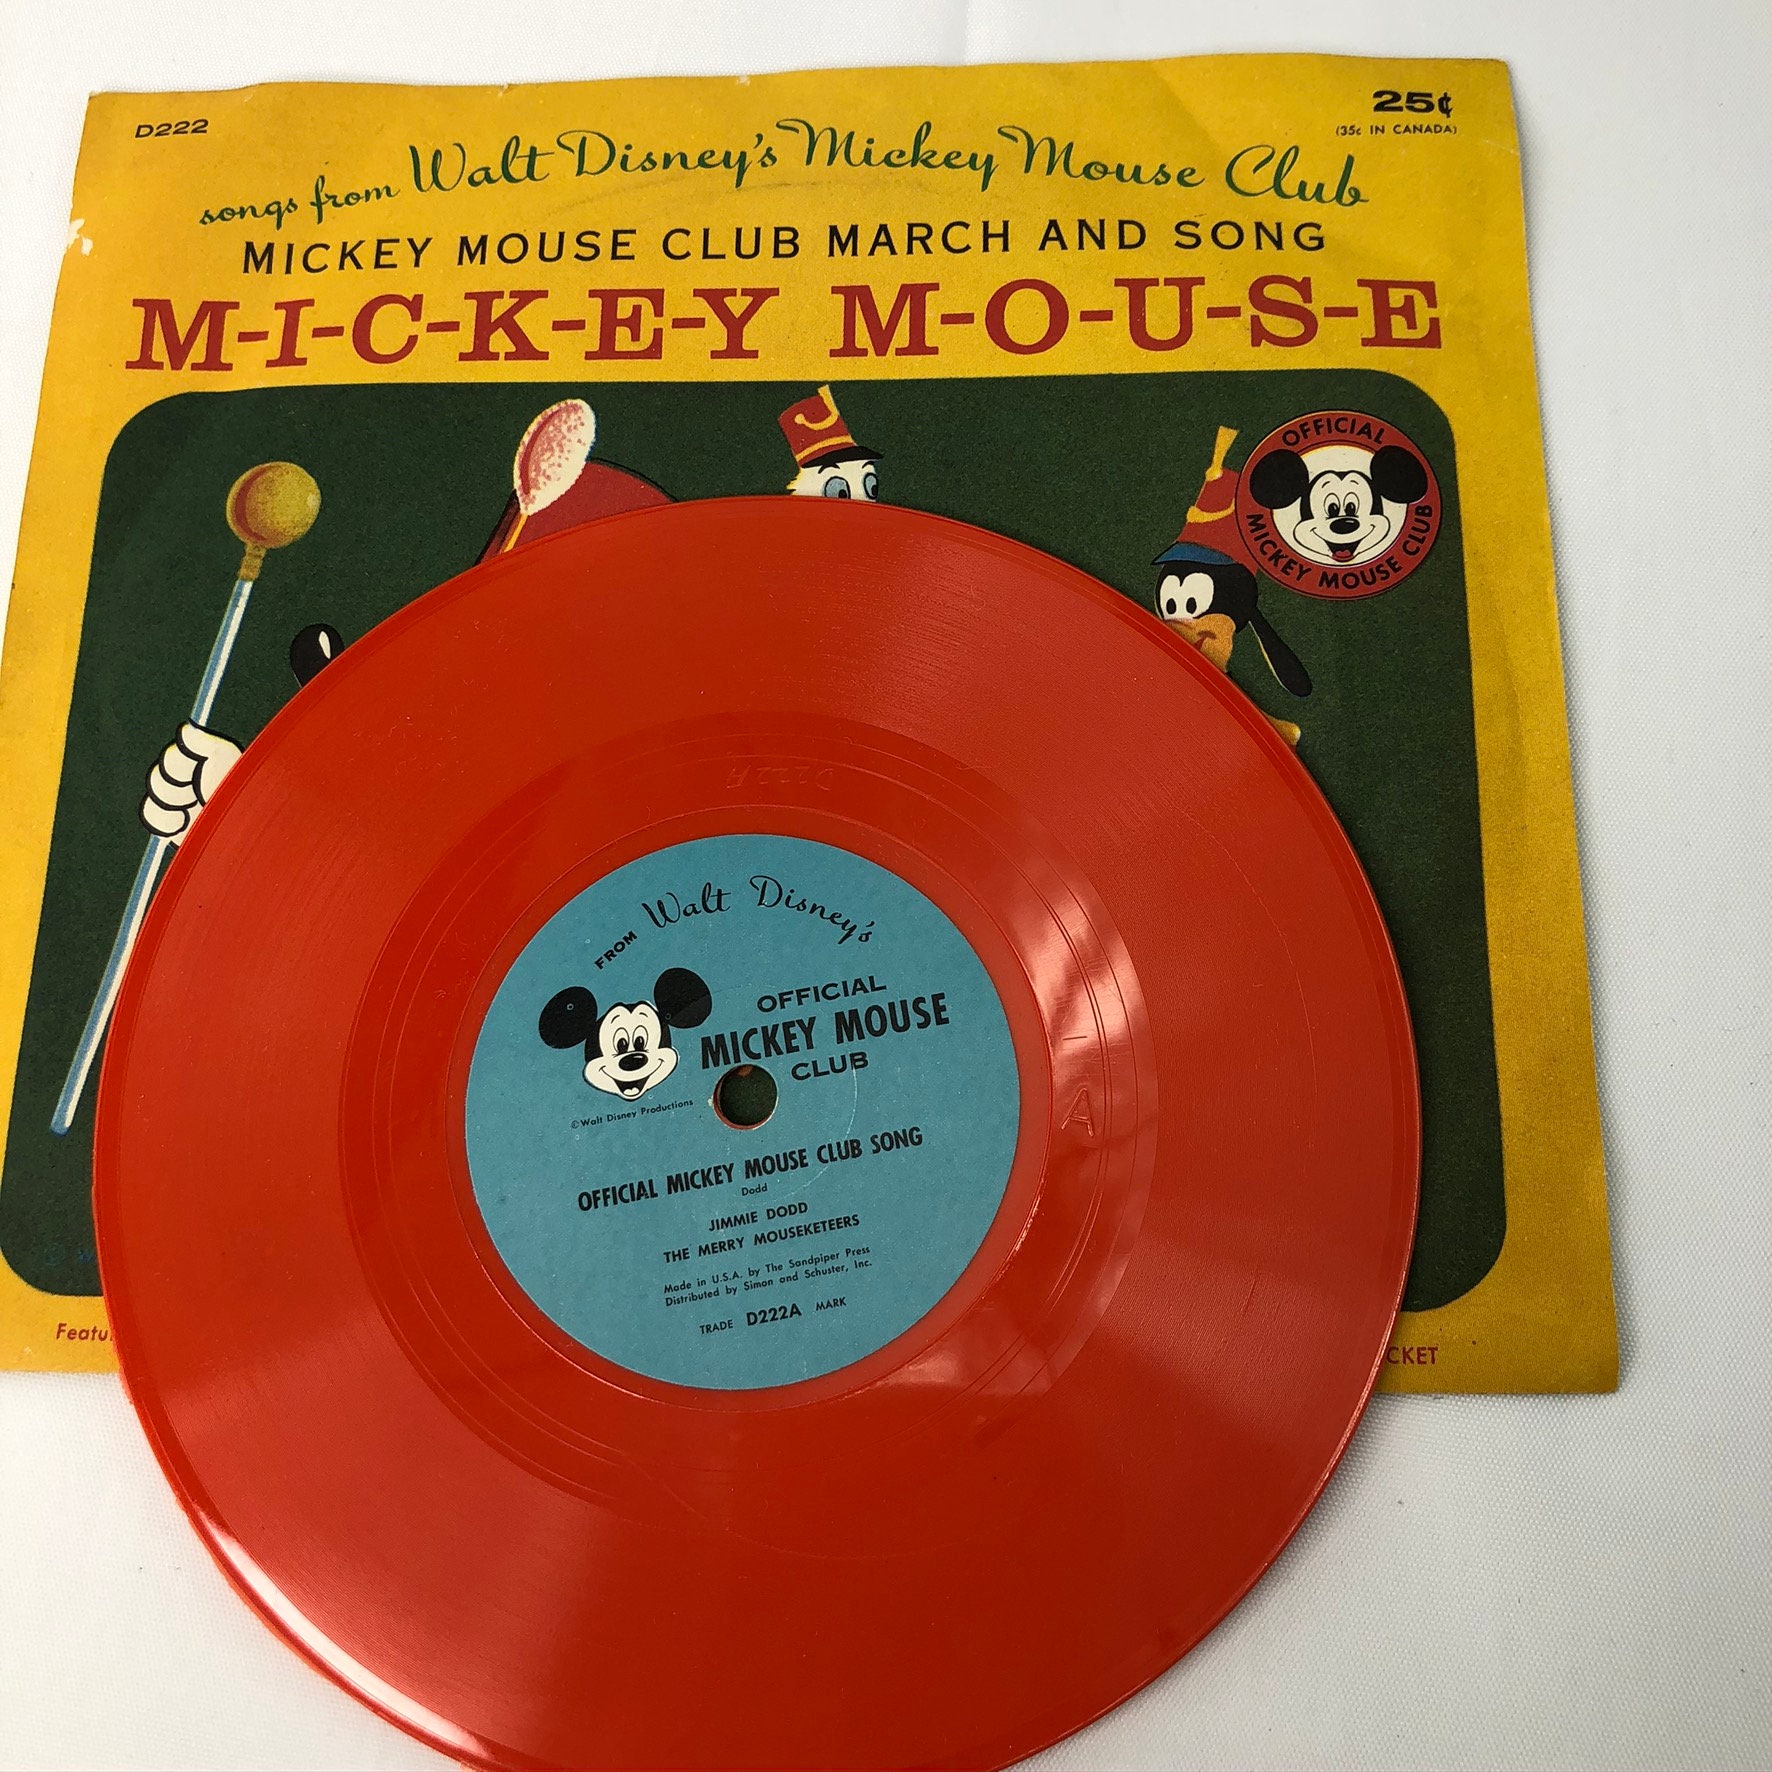 D222
25¢
(35¢ IN CANADA)
songs from Walt Disney's Mickey Mouse Club
MICKEY MOUSE CLUB MARCH AND SONG
M-I-C-K-E-Y M-O-U-S-E
OFFICIAL
MICKEY MOUSE CLUB
D222A
A
FROM Walt Disney's
OFFICIAL
MICKEY MOUSE
CLUB
©Walt Disney Productions
OFFICIAL MICKEY MOUSE CLUB SONG
Dodd
JIMMIE DODD
THE MERRY MOUSEKETEERS
Made in U.S.A. by The Sandpiper Press
Distributed by Simon and Schuster, Inc.
TRADE D222A MARK